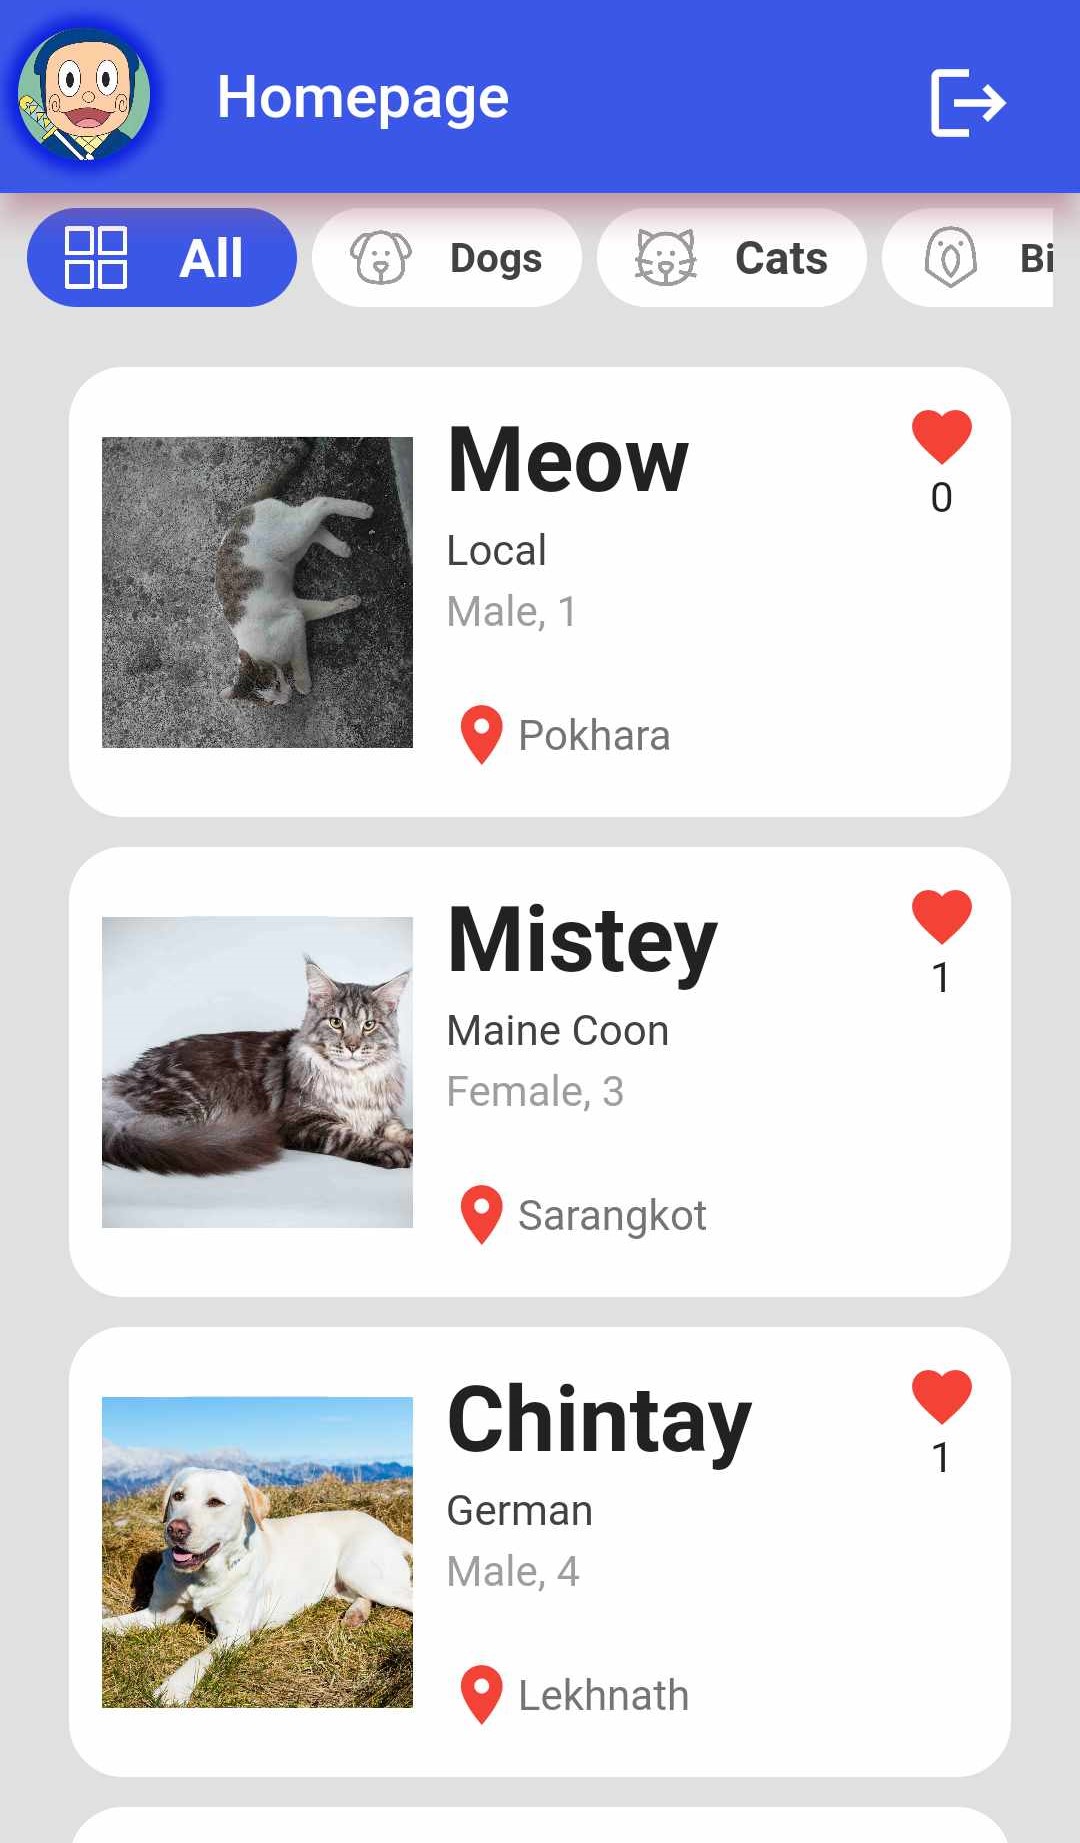 Homepage
All
Dogs
Cats
Bi
Meow
0
Local
Male, 1
Pokhara
Mistey
1
Maine Coon
Female, 3
Sarangkot
Chintay
1
German
Male, 4
Lekhnath